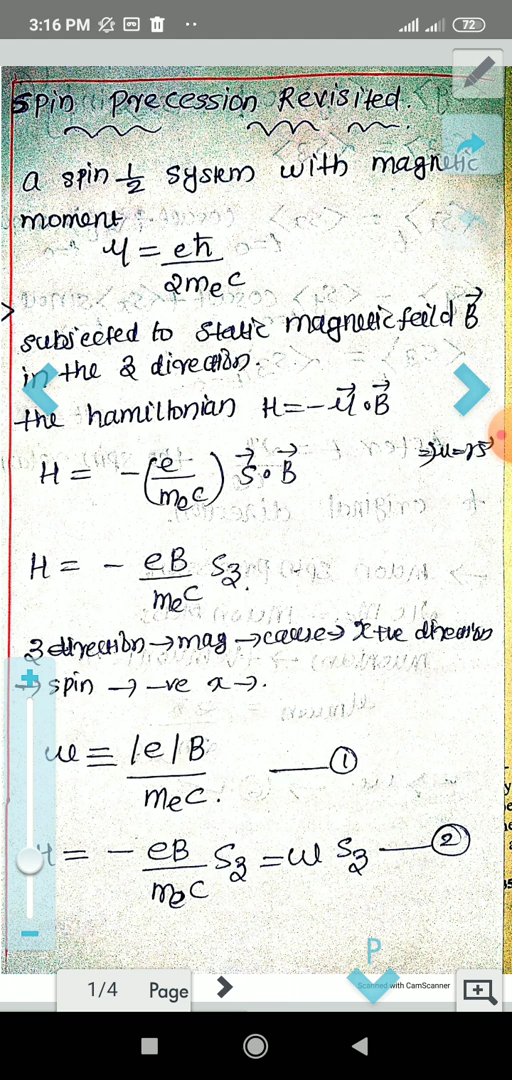 3:16 PM 72
Spin Precession Revisited.
a spin 1/2 system with magnetic
moment
μ = eħ / 2mec
subjected to static magnetic feild B⃗
in the z direction.
the hamiltonian H = -μ⃗ ∘ B⃗
H = -(e / mec) S⃗ ∘ B⃗ ⇒ μ = rs
H = - eB / mec Sz.
z direction → mag → cause → x +ve direction
→ spin → -ve x →.
ω ≡ |e|B / mec. —— ①
H = - eB / mec Sz = ω Sz —— ②
P
1/4 Page
Scanned with CamScanner